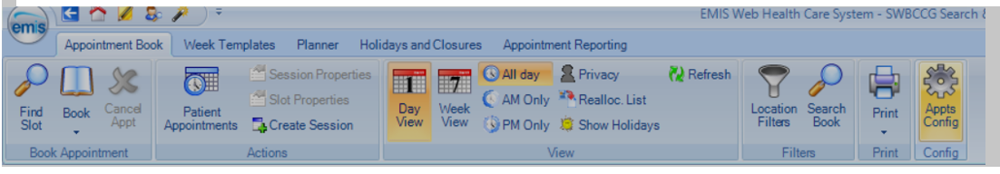 emis
EMIS Web Health Care System - SWBCCG Search &
Appointment Book Week Templates Planner Holidays and Closures Appointment Reporting
Find Slot
Book
Cancel Appt
Patient Appointments
Session Properties
Slot Properties
Create Session
1
Day View
7
Week View
All day
AM Only
PM Only
Privacy
Realloc. List
Show Holidays
Refresh
Location Filters
Search Book
Print
Appts Config
Book Appointment Actions View Filters Print Config